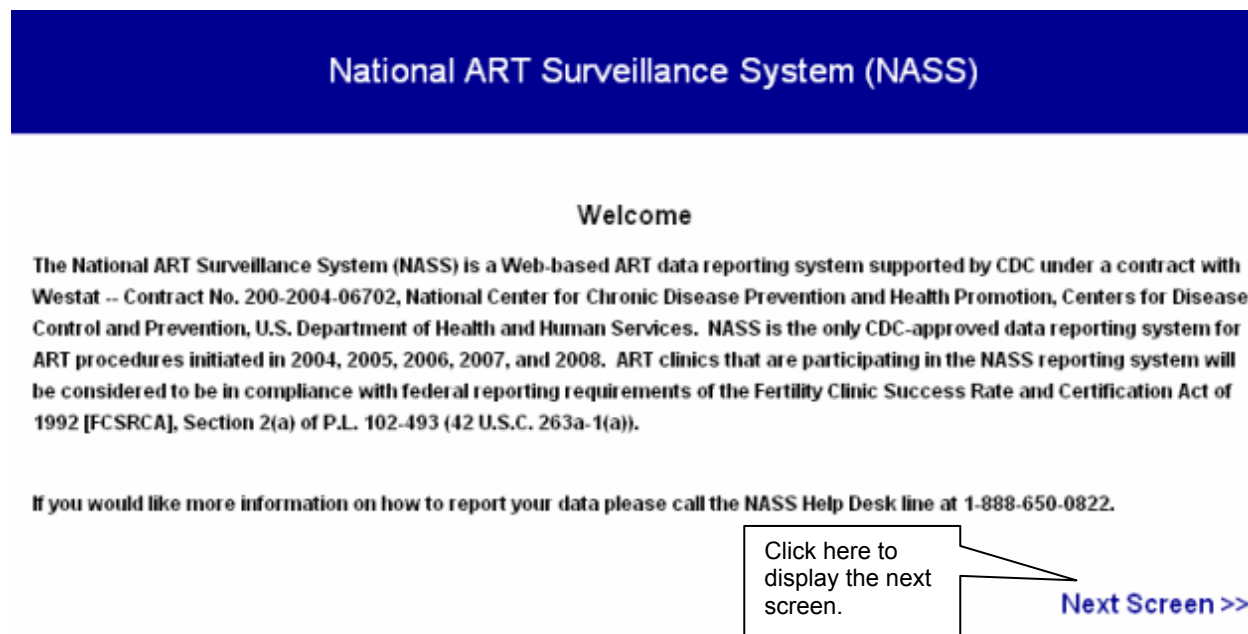 National ART Surveillance System (NASS)
Welcome
The National ART Surveillance System (NASS) is a Web-based ART data reporting system supported by CDC under a contract with
Westat -- Contract No. 200-2004-06702, National Center for Chronic Disease Prevention and Health Promotion, Centers for Disease
Control and Prevention, U.S. Department of Health and Human Services. NASS is the only CDC-approved data reporting system for
ART procedures initiated in 2004, 2005, 2006, 2007, and 2008. ART clinics that are participating in the NASS reporting system will
be considered to be in compliance with federal reporting requirements of the Fertility Clinic Success Rate and Certification Act of
1992 [FCSRCA], Section 2(a) of P.L. 102-493 (42 U.S.C. 263a-1(a)).
If you would like more information on how to report your data please call the NASS Help Desk line at 1-888-650-0822.
Click here to
display the next
screen.
Next Screen >>